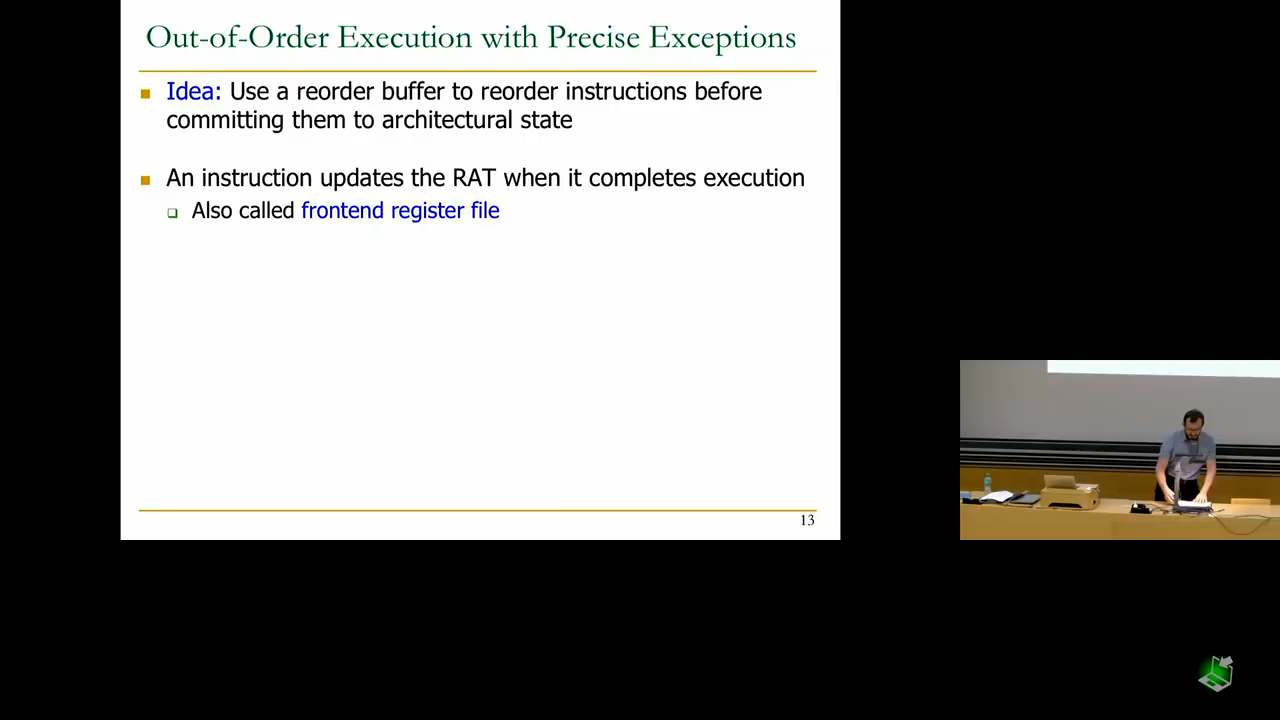 Out-of-Order Execution with Precise Exceptions
Idea: Use a reorder buffer to reorder instructions before
committing them to architectural state
An instruction updates the RAT when it completes execution
Also called frontend register file
13